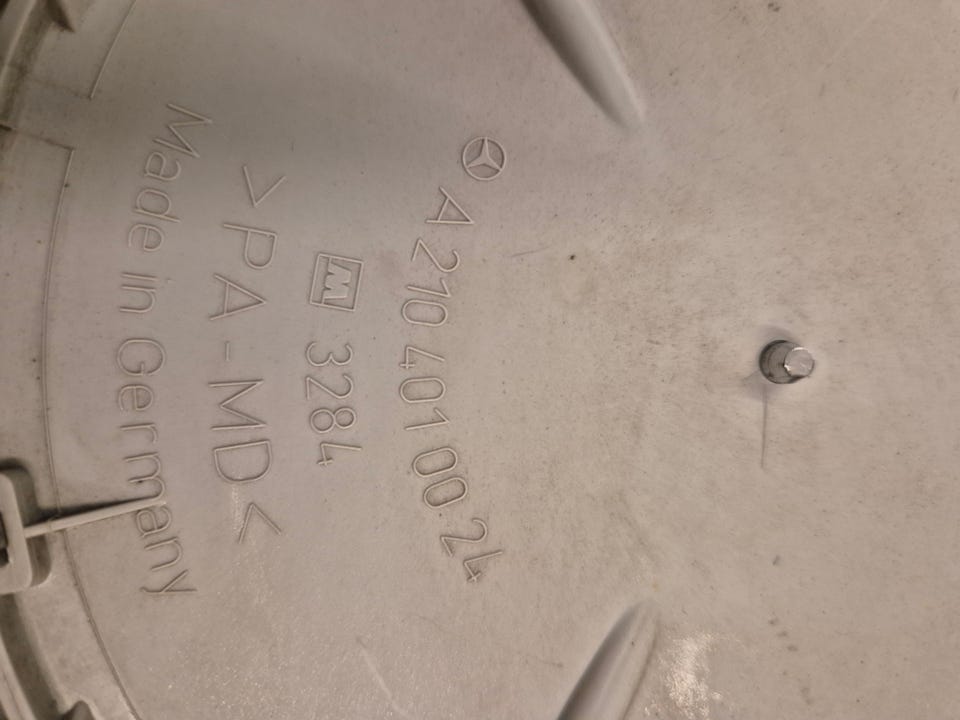 A 210 401 00 24
M 3284
>PA-MD<
Made in Germany